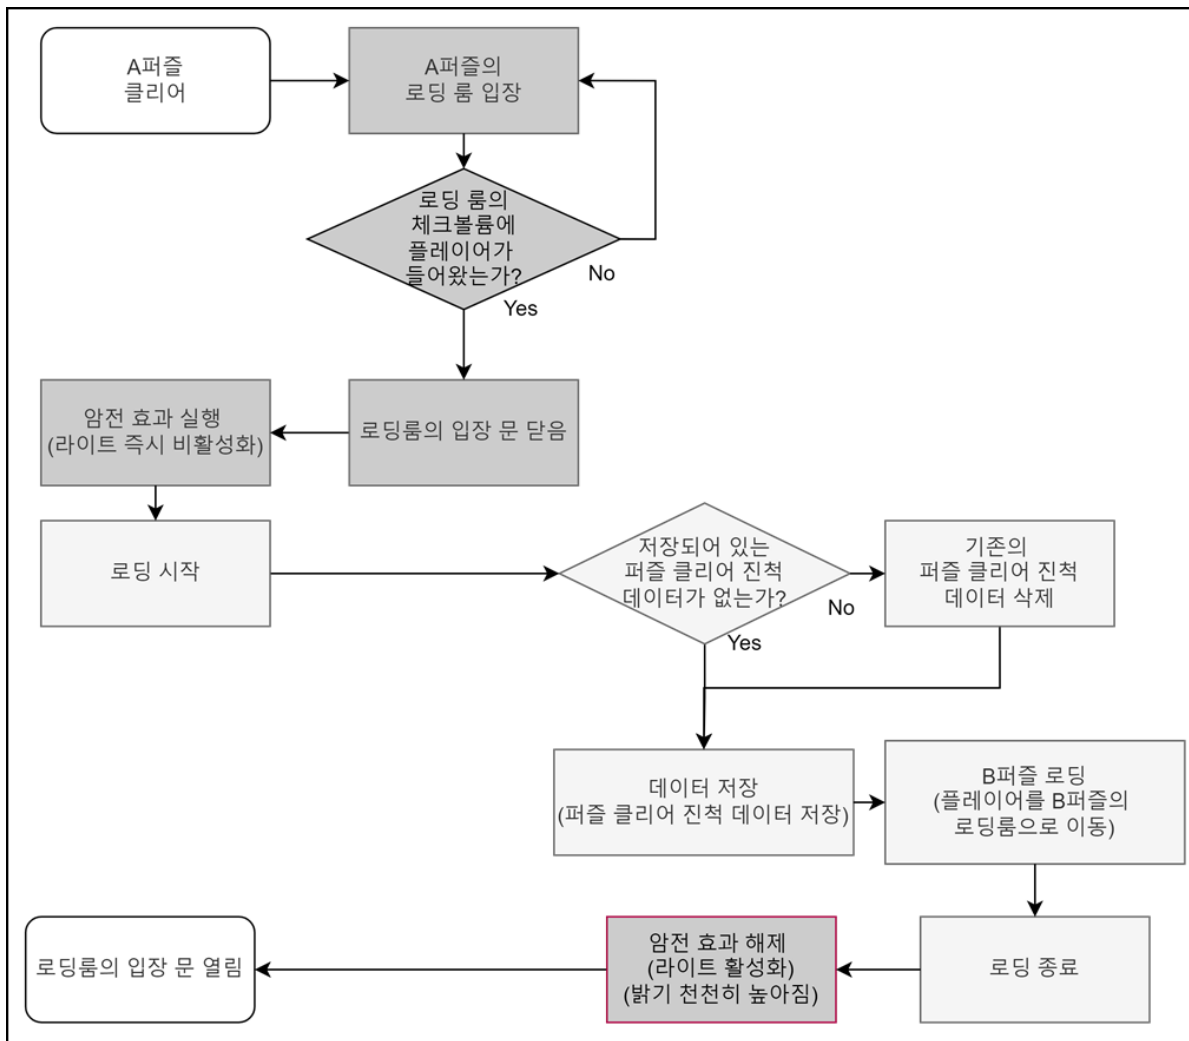 A퍼즐
클리어
A퍼즐의
로딩 룸 입장
로딩 룸의
체크볼륨에
플레이어가
들어왔는가?
No
Yes
암전 효과 실행
(라이트 즉시 비활성화)
로딩룸의 입장 문 닫음
로딩 시작
저장되어 있는
퍼즐 클리어 진척
데이터가 없는가?
No
Yes
기존의
퍼즐 클리어 진척
데이터 삭제
데이터 저장
(퍼즐 클리어 진척 데이터 저장)
B퍼즐 로딩
(플레이어를 B퍼즐의
로딩룸으로 이동)
로딩룸의 입장 문 열림
암전 효과 해제
(라이트 활성화)
(밝기 천천히 높아짐)
로딩 종료